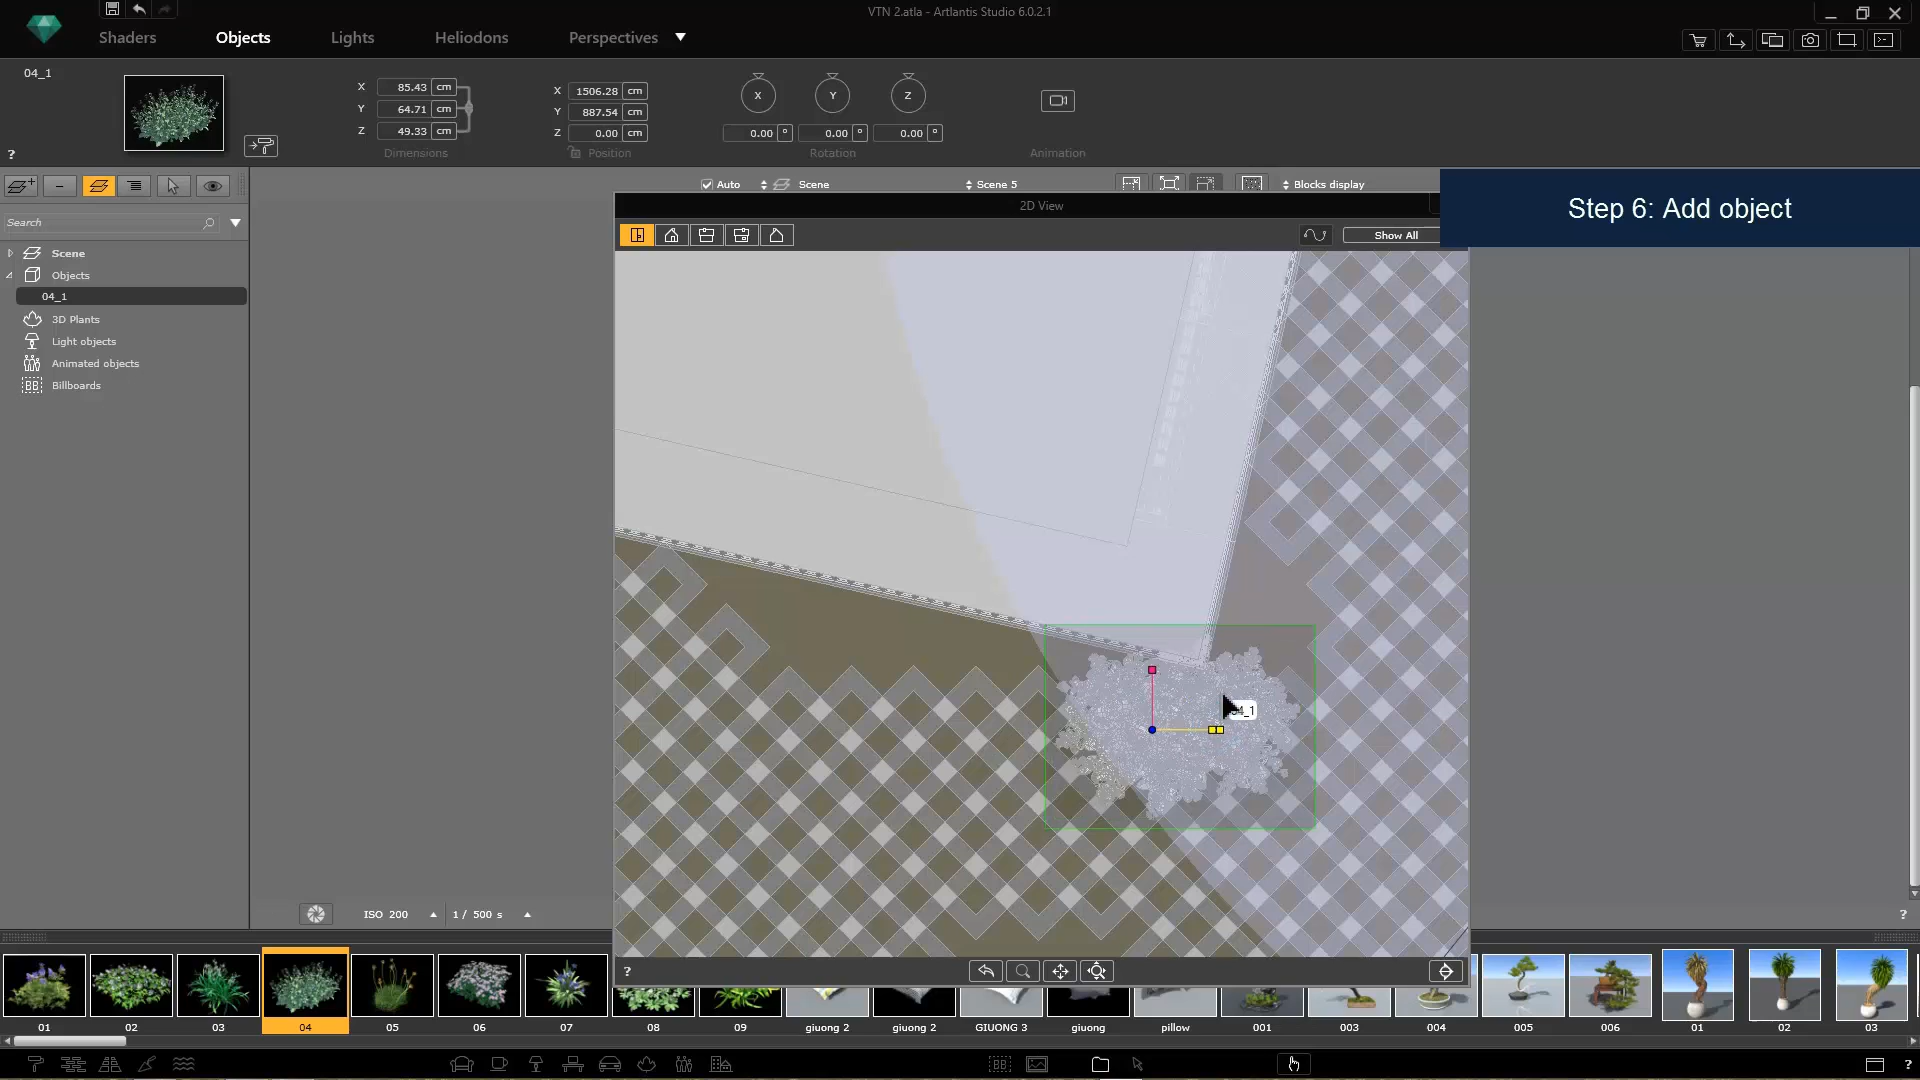 VTN 2.atla - Artlantis Studio 6.0.2.1
Shaders
Objects
Lights
Heliodons
Perspectives
04_1
X 85.43 cm
Y 64.71 cm
Z 49.33 cm
Dimensions
X 1506.28 cm
Y 887.54 cm
Z 0.00 cm
Position
X Y Z
0.00 ° 0.00 ° 0.00 °
Rotation
Animation
?
Auto
Scene
Scene 5
Blocks display
Step 6: Add object
2D View
Show All
Search
Scene
Objects
04_1
3D Plants
Light objects
Animated objects
Billboards
ISO 200
1 / 500 s
?
?
01
02
03
04
05
06
07
08
09
giuong 2
giuong 2
GIUONG 3
giuong
pillow
001
003
004
005
006
01
02
03
?